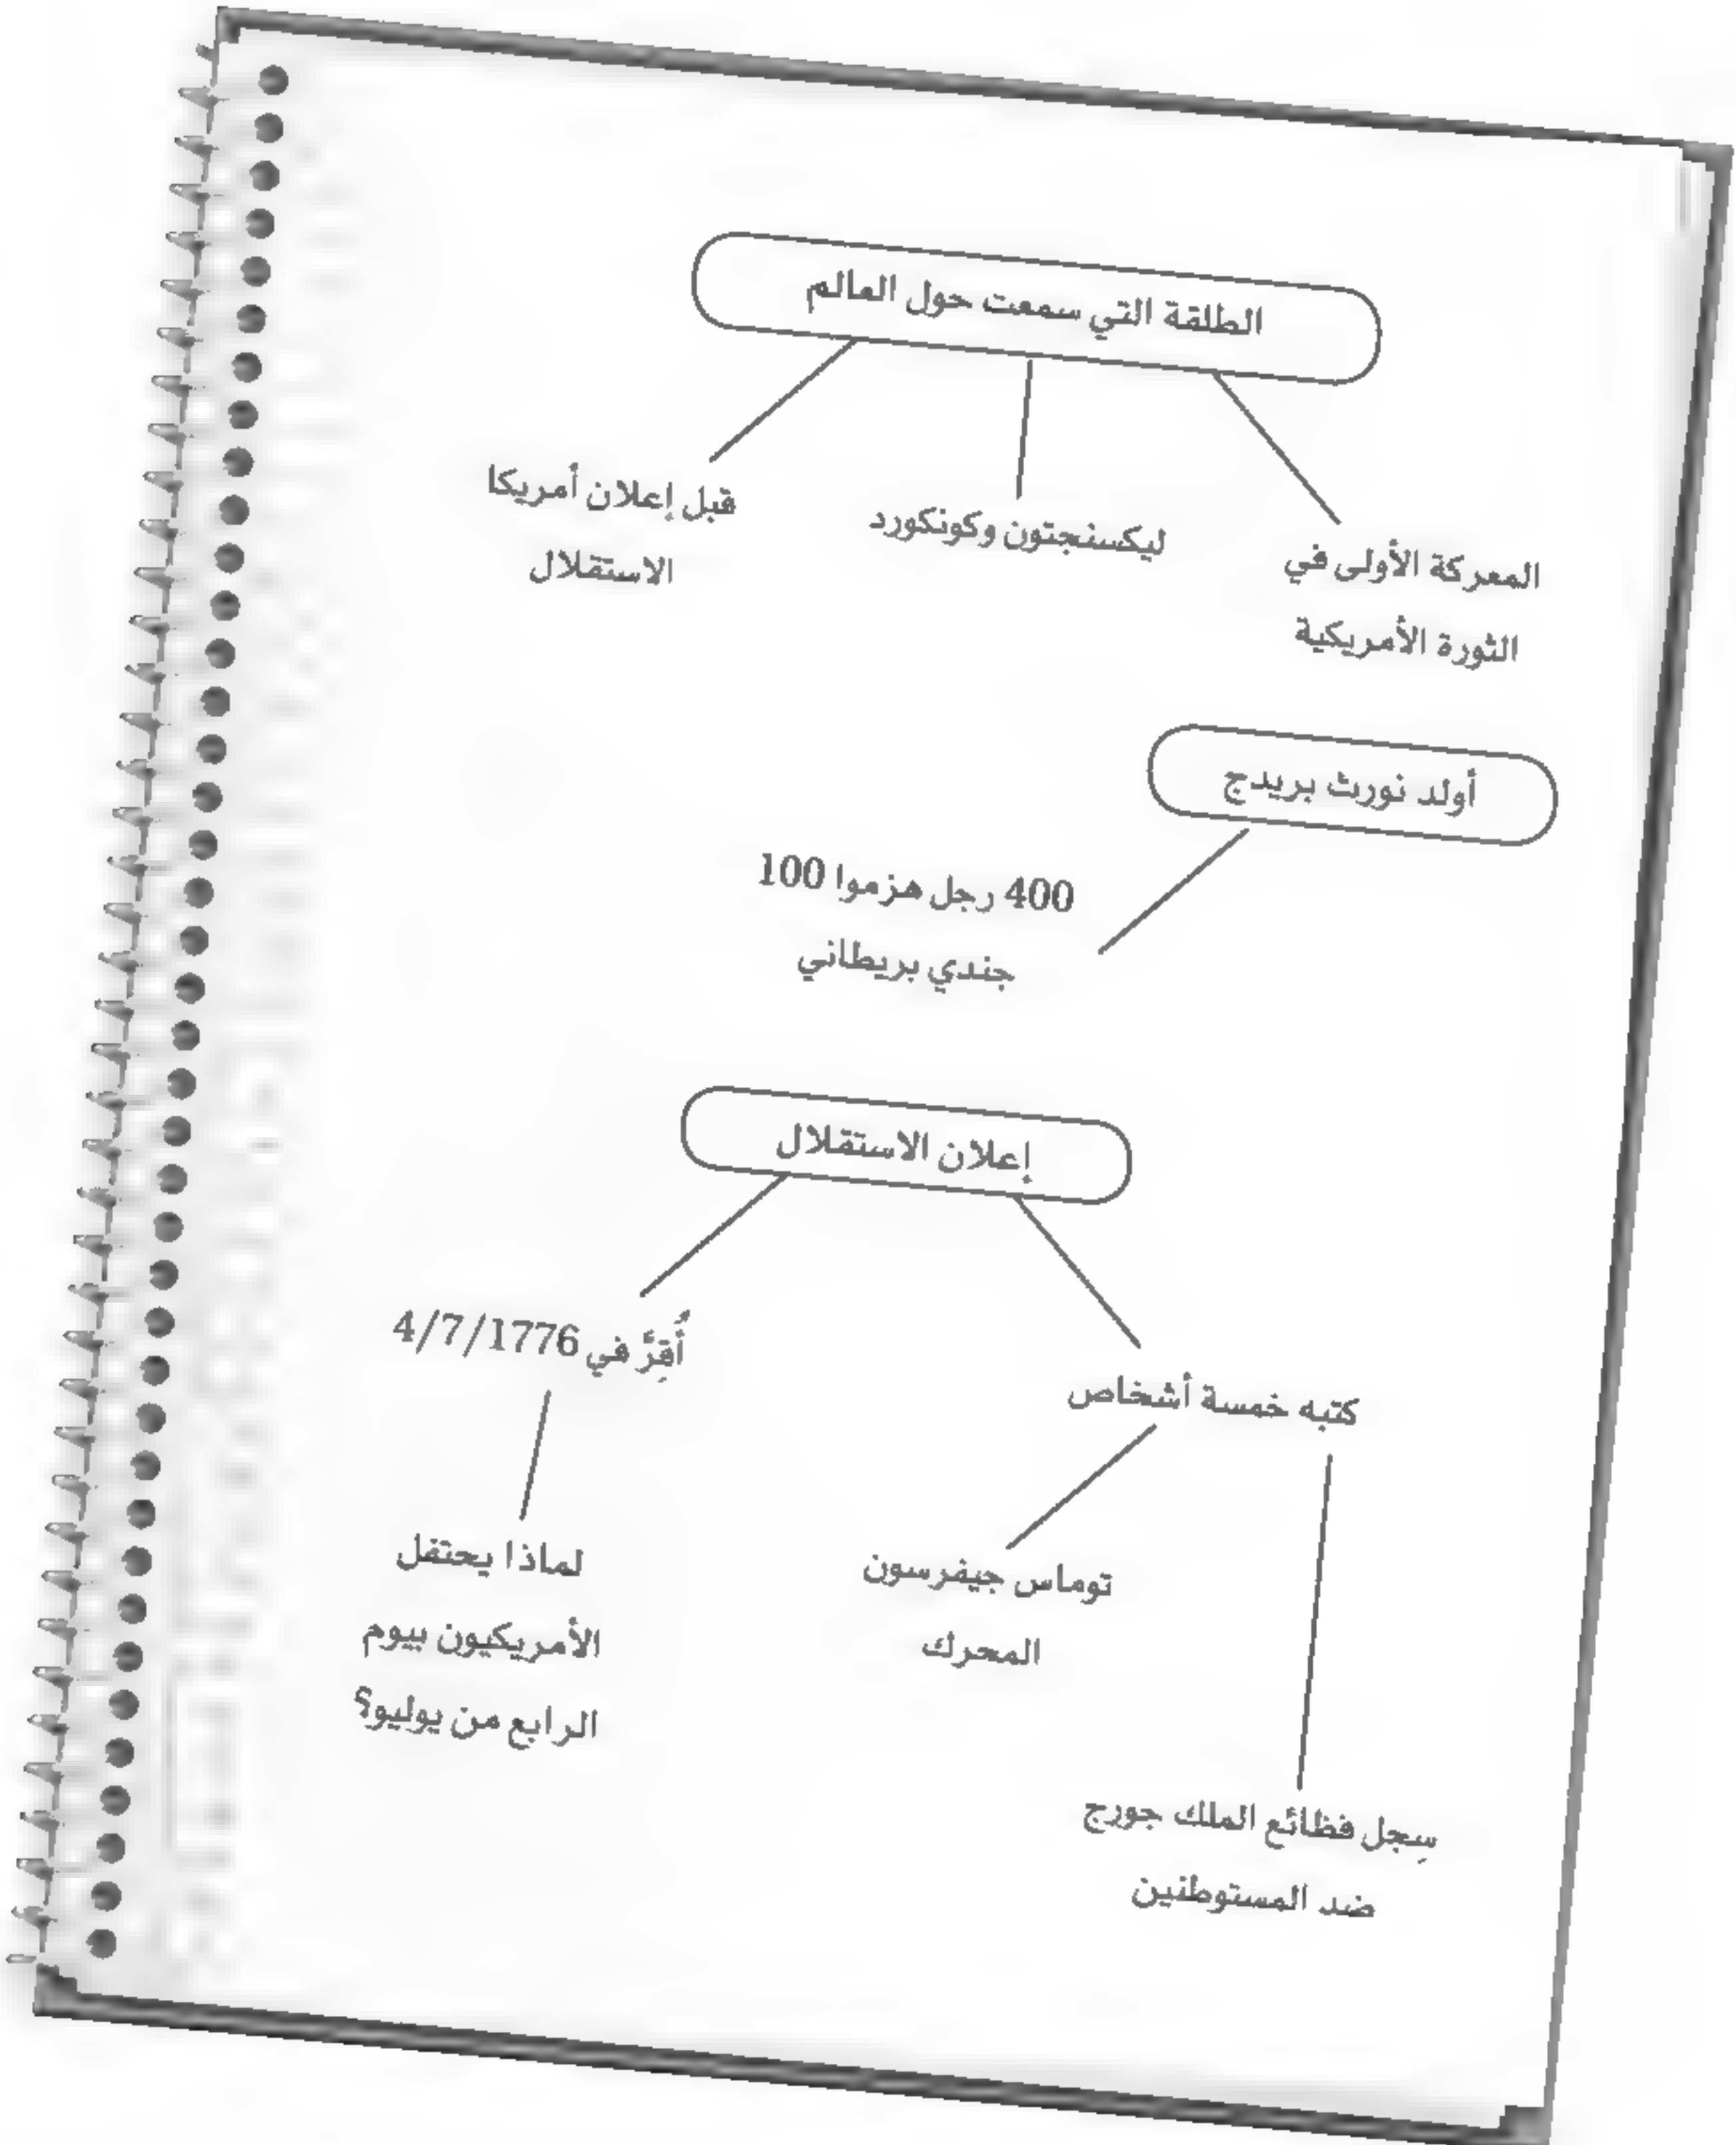 الطلقة التي سمعت حول العالم
المعركة الأولى في
الثورة الأمريكية
ليكسنجتون وكونكورد
قبل إعلان أمريكا
الاستقلال
أولد نورث بريدج
400 رجل هزموا 100
جندي بريطاني
إعلان الاستقلال
كتبه خمسة أشخاص
سِجل فظائع الملك جورج
ضد المستوطنين
توماس جيفرسون
المحرك
أُقِرَّ في 4/7/1776
لماذا يحتفل
الأمريكيون بيوم
الرابع من يوليو؟